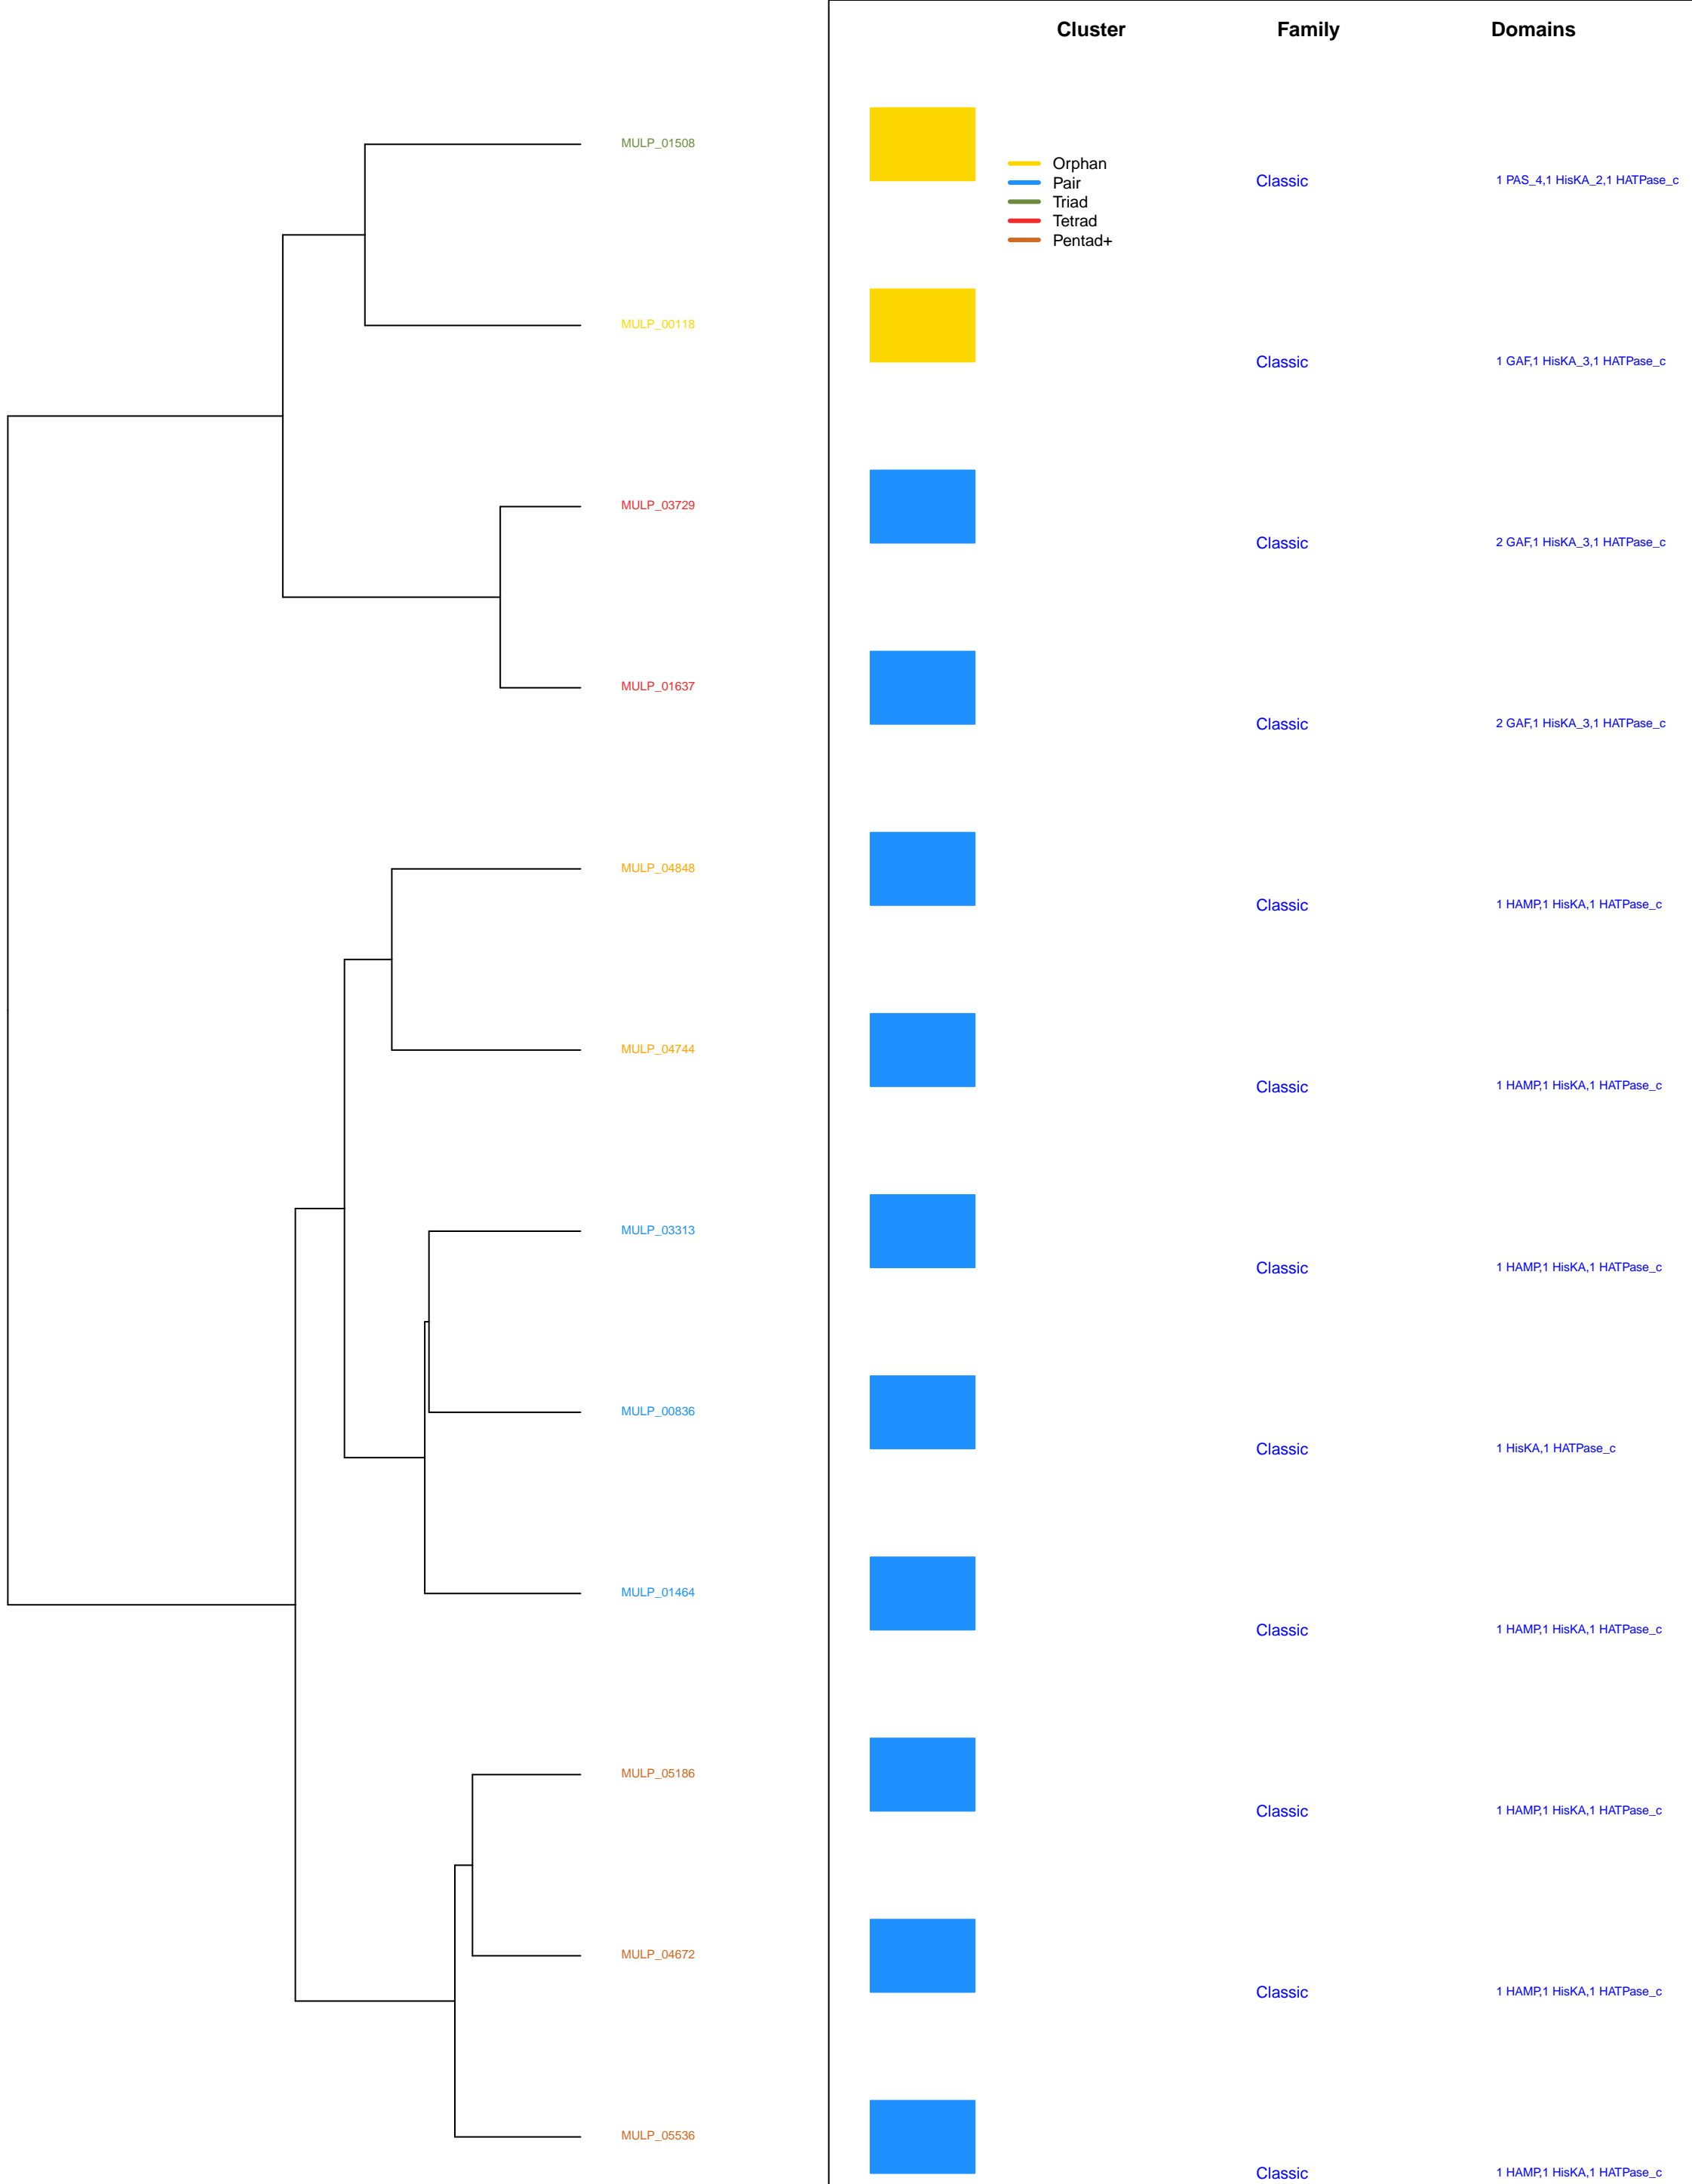 Cluster Family Domains
MULP_01508
Orphan
Pair
Triad
Tetrad
Pentad+
Classic 1 PAS_4,1 HisKA_2,1 HATPase_c
MULP_00118
Classic 1 GAF,1 HisKA_3,1 HATPase_c
MULP_03729
Classic 2 GAF,1 HisKA_3,1 HATPase_c
MULP_01637
Classic 2 GAF,1 HisKA_3,1 HATPase_c
MULP_04848
Classic 1 HAMP,1 HisKA,1 HATPase_c
MULP_04744
Classic 1 HAMP,1 HisKA,1 HATPase_c
MULP_03313
Classic 1 HAMP,1 HisKA,1 HATPase_c
MULP_00836
Classic 1 HisKA,1 HATPase_c
MULP_01464
Classic 1 HAMP,1 HisKA,1 HATPase_c
MULP_05186
Classic 1 HAMP,1 HisKA,1 HATPase_c
MULP_04672
Classic 1 HAMP,1 HisKA,1 HATPase_c
MULP_05536
Classic 1 HAMP,1 HisKA,1 HATPase_c